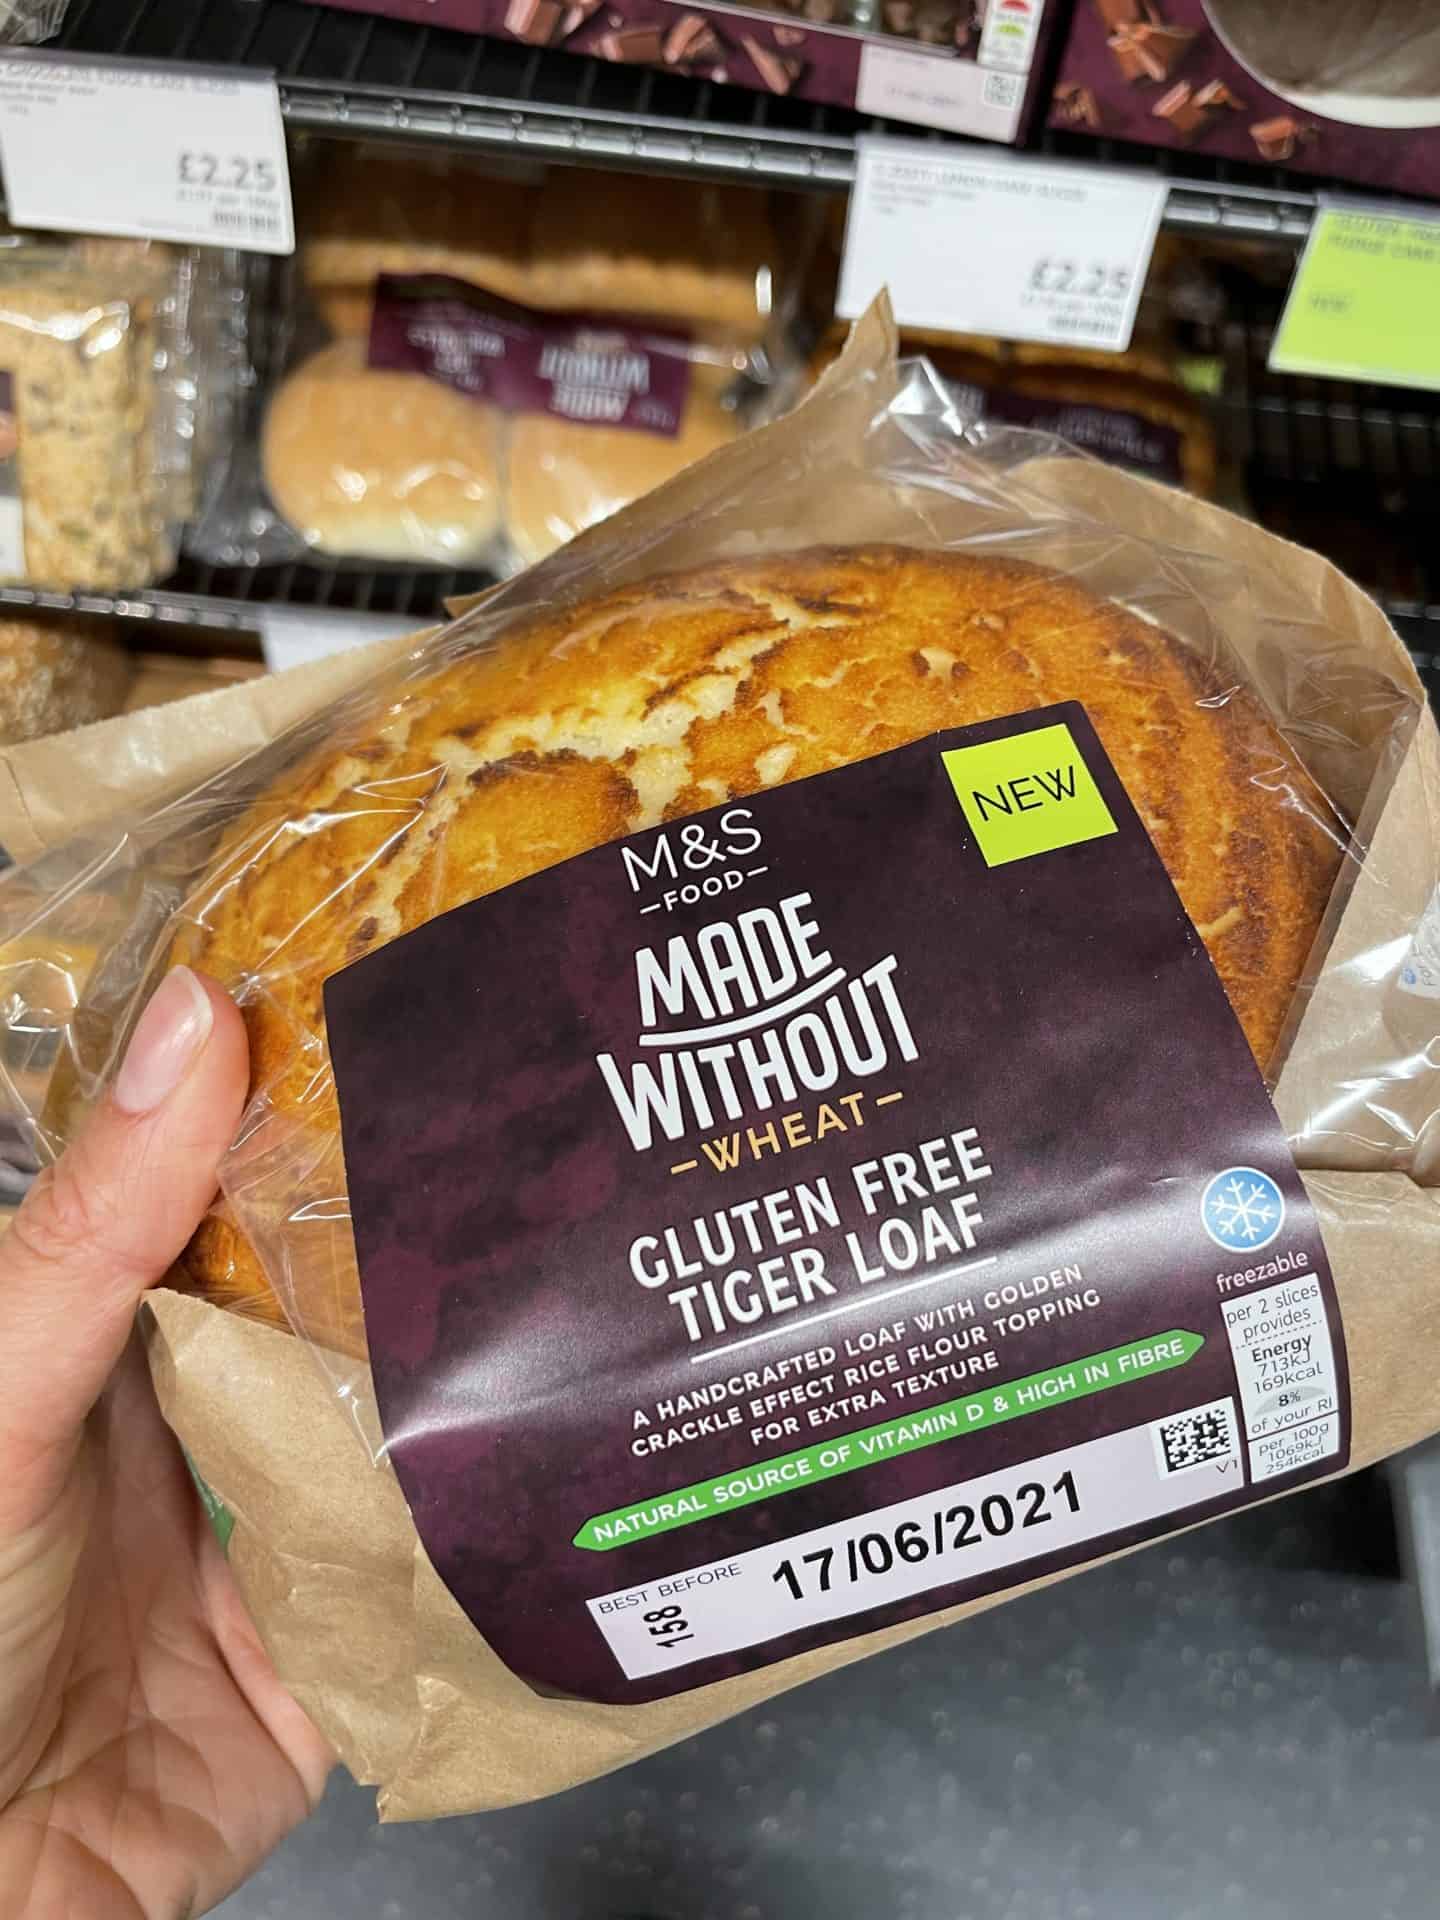 £2.25
£2.25
NEW
M&S
FOOD
MADE
WITHOUT
WHEAT
GLUTEN FREE
TIGER LOAF
A HANDCRAFTED LOAF WITH GOLDEN
CRACKLE EFFECT RICE FLOUR TOPPING
FOR EXTRA TEXTURE
NATURAL SOURCE OF VITAMIN D & HIGH IN FIBRE
BEST BEFORE
17/06/2021
158
V1
freezable
per 2 slices
provides
Energy
713kJ
169kcal
8%
of your RI
per 100g
1069kJ
254kcal
MADE
WITHOUT